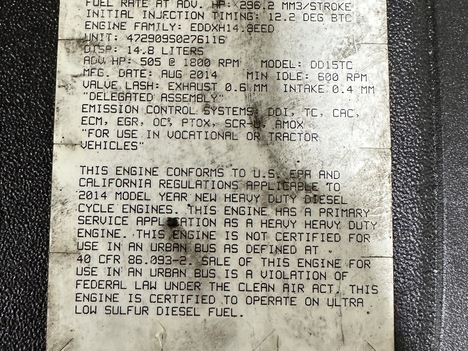 FUEL RATE AT ADV. HP: 296.2 MM3/STROKE
INITIAL INJECTION TIMING: 12.2 DEG BTC
ENGINE FAMILY: EDDXH14.8EED
UNIT: 472909S0276116
DISP: 14.8 LITERS
ADV HP: 505 @ 1800 RPM MODEL: DD15TC
MFG. DATE: AUG 2014 MIN IDLE: 600 RPM
VALVE LASH: EXHAUST 0.6 MM INTAKE 0.4 MM
"DELEGATED ASSEMBLY"
EMISSION CONTROL SYSTEMS: DDI, TC, CAC,
ECM, EGR, OC, PTOX, SCR-U, AMOX
"FOR USE IN VOCATIONAL OR TRACTOR
VEHICLES"
THIS ENGINE CONFORMS TO U.S. EPA AND
CALIFORNIA REGULATIONS APPLICABLE TO
2014 MODEL YEAR NEW HEAVY DUTY DIESEL
CYCLE ENGINES. THIS ENGINE HAS A PRIMARY
SERVICE APPLICATION AS A HEAVY HEAVY DUTY
ENGINE. THIS ENGINE IS NOT CERTIFIED FOR
USE IN AN URBAN BUS AS DEFINED AT
40 CFR 86.093-2. SALE OF THIS ENGINE FOR
USE IN AN URBAN BUS IS A VIOLATION OF
FEDERAL LAW UNDER THE CLEAN AIR ACT. THIS
ENGINE IS CERTIFIED TO OPERATE ON ULTRA
LOW SULFUR DIESEL FUEL.